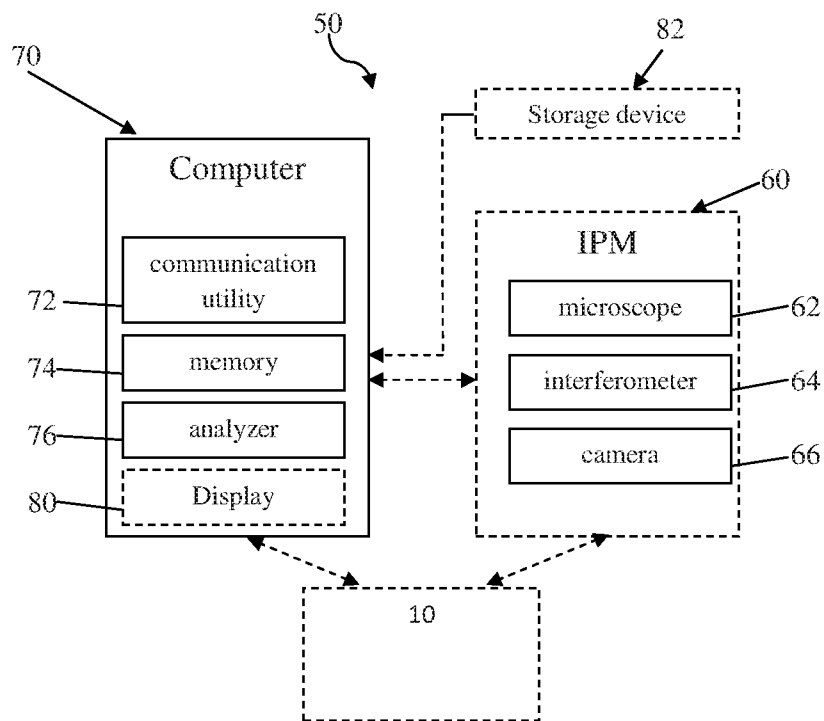 50
82
70
Storage device
Computer
60
IPM
communication
utility
72
microscope
62
memory
74
interferometer
64
analyzer
76
camera
66
Display
80
10